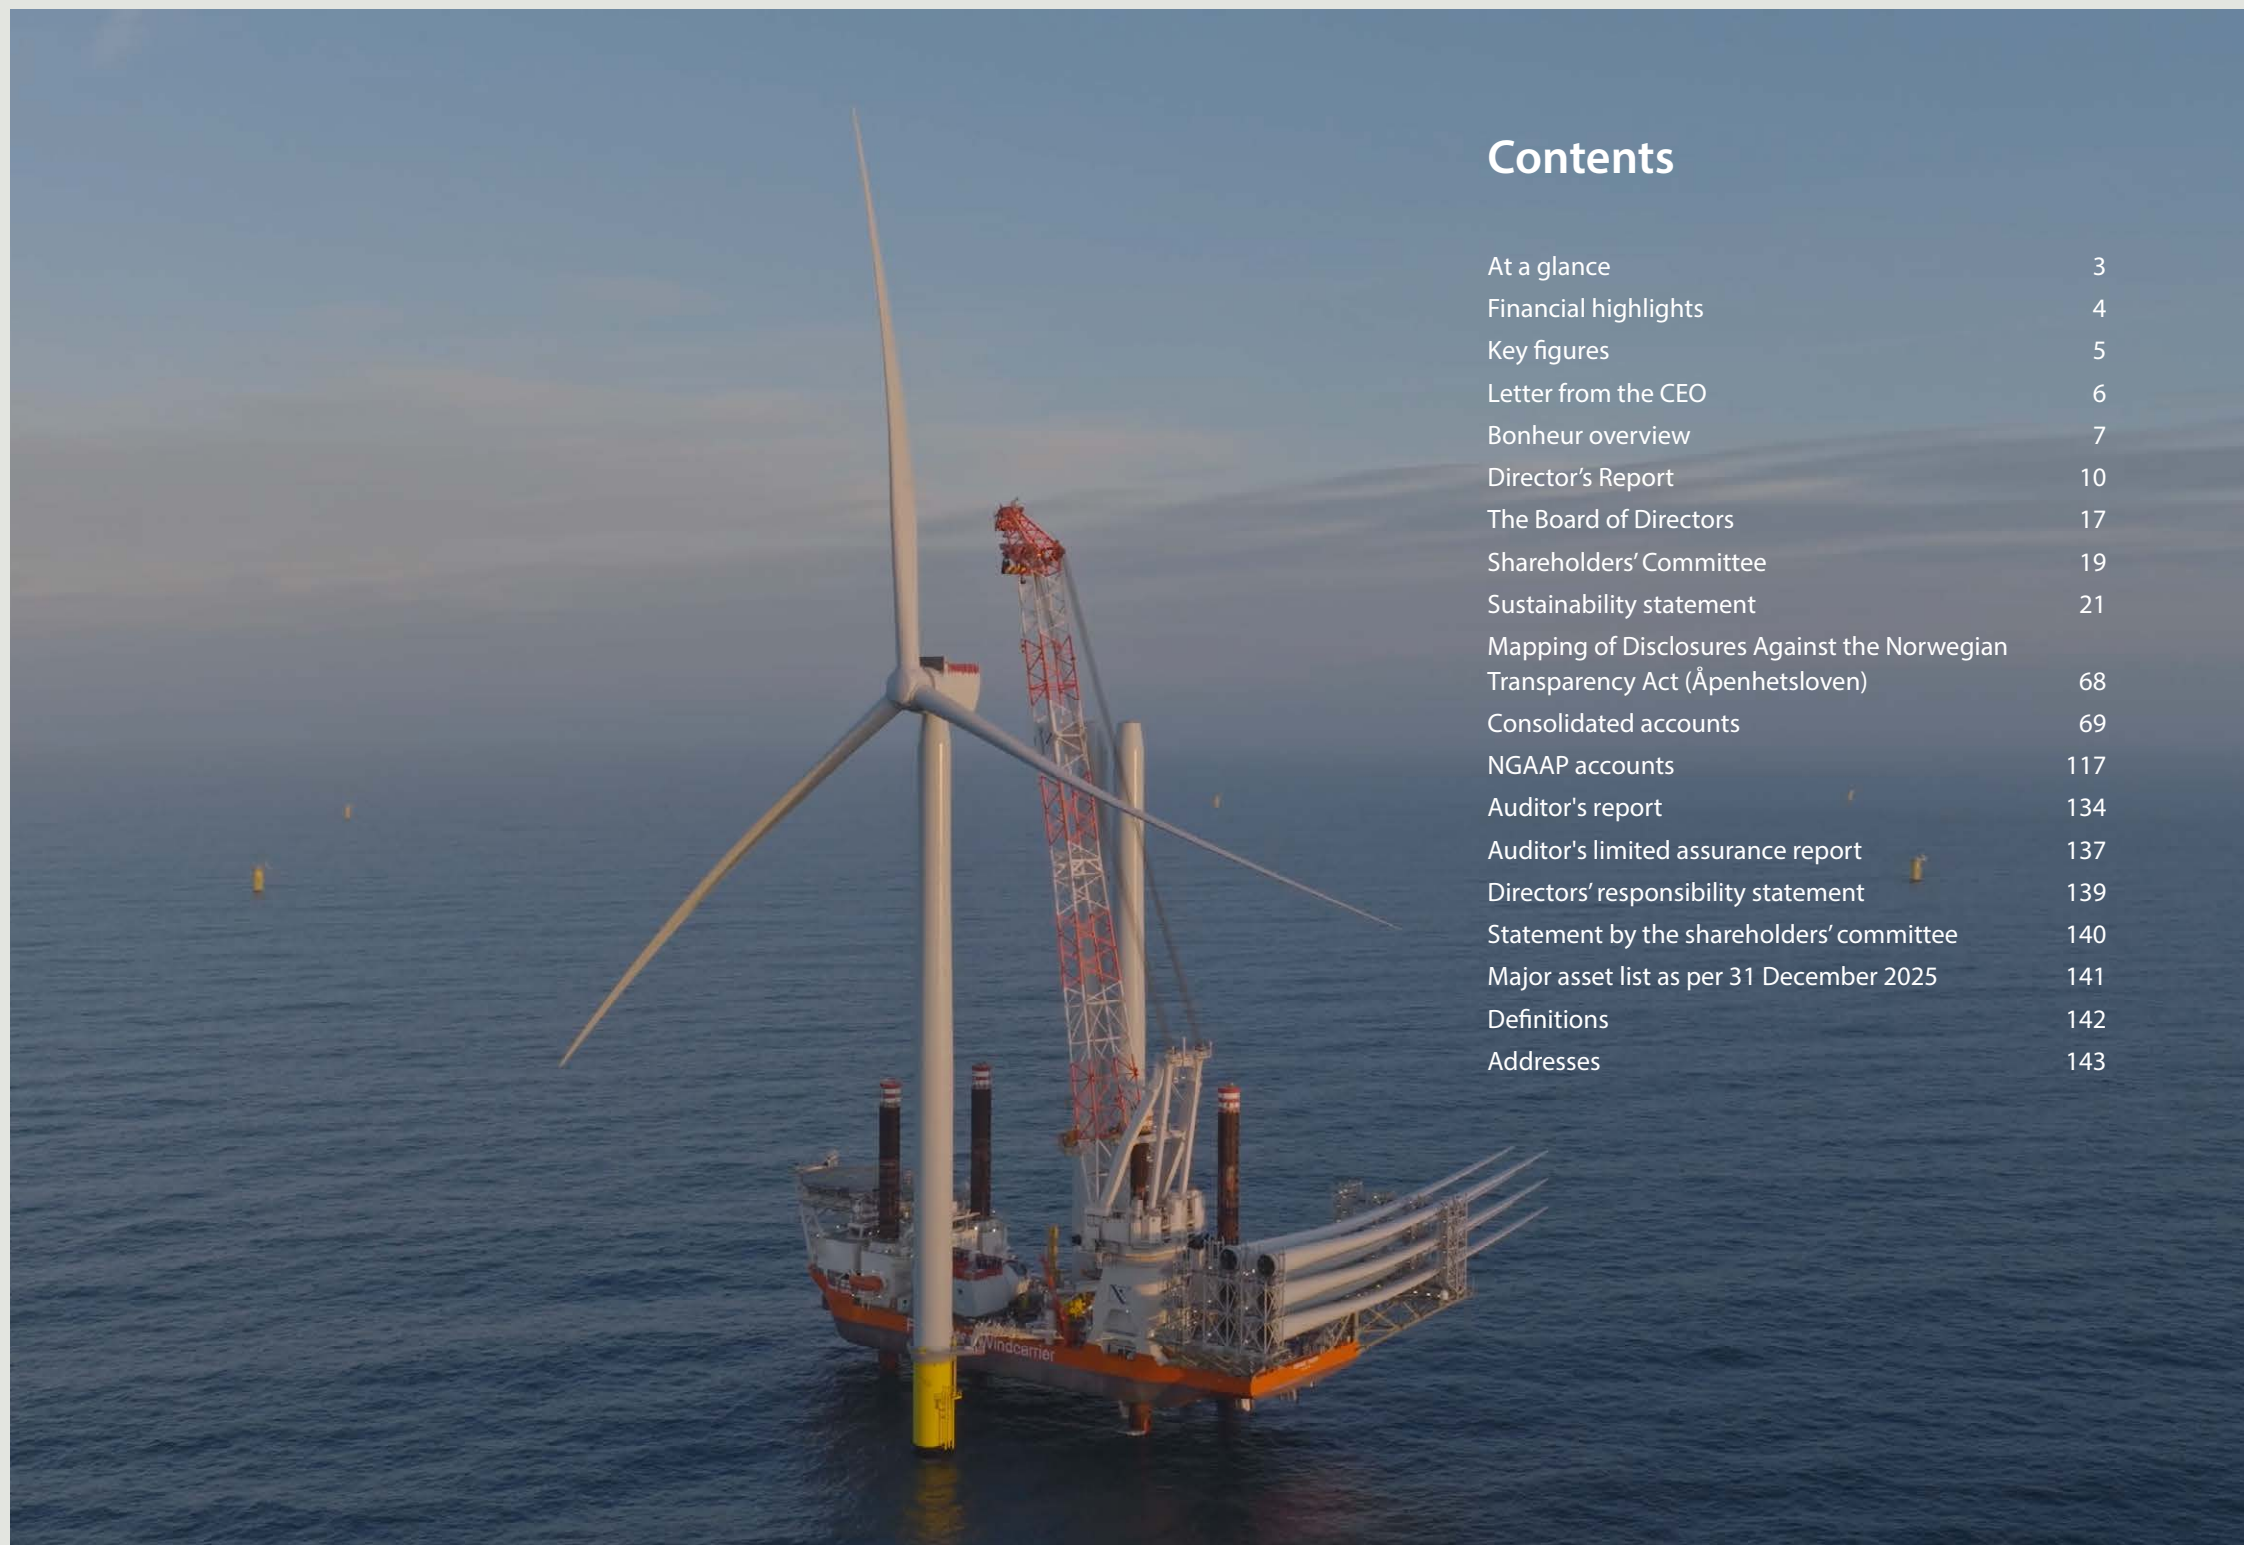 Contents
At a glance 3
Financial highlights 4
Key figures 5
Letter from the CEO 6
Bonheur overview 7
Director’s Report 10
The Board of Directors 17
Shareholders’ Committee 19
Sustainability statement 21
Mapping of Disclosures Against the Norwegian
Transparency Act (Åpenhetsloven) 68
Consolidated accounts 69
NGAAP accounts 117
Auditor's report 134
Auditor's limited assurance report 137
Directors’ responsibility statement 139
Statement by the shareholders’ committee 140
Major asset list as per 31 December 2025 141
Definitions 142
Addresses 143
Windcarrier